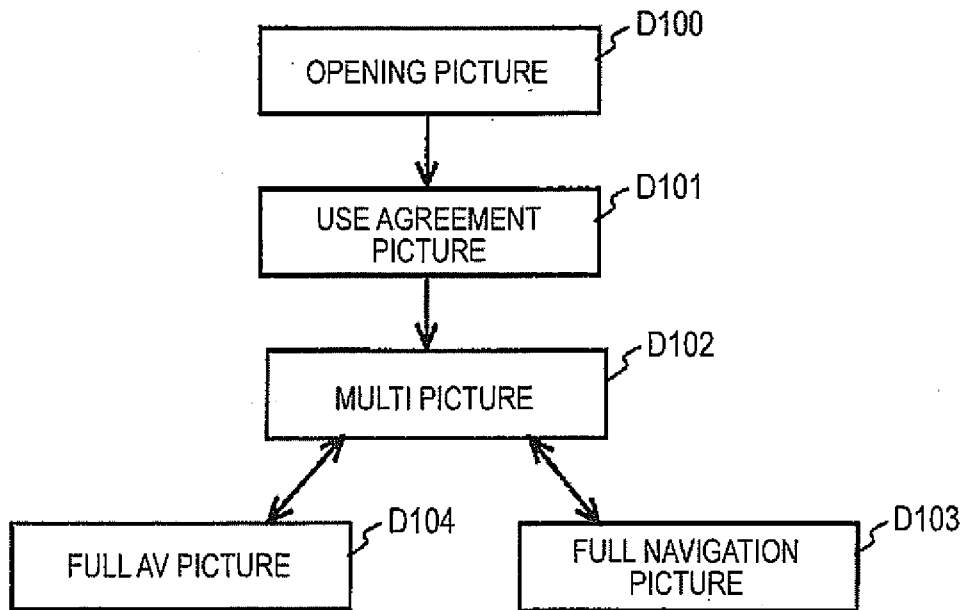 D100
OPENING PICTURE
D101
USE AGREEMENT
PICTURE
D102
MULTI PICTURE
D104
FULL AV PICTURE
D103
FULL NAVIGATION
PICTURE